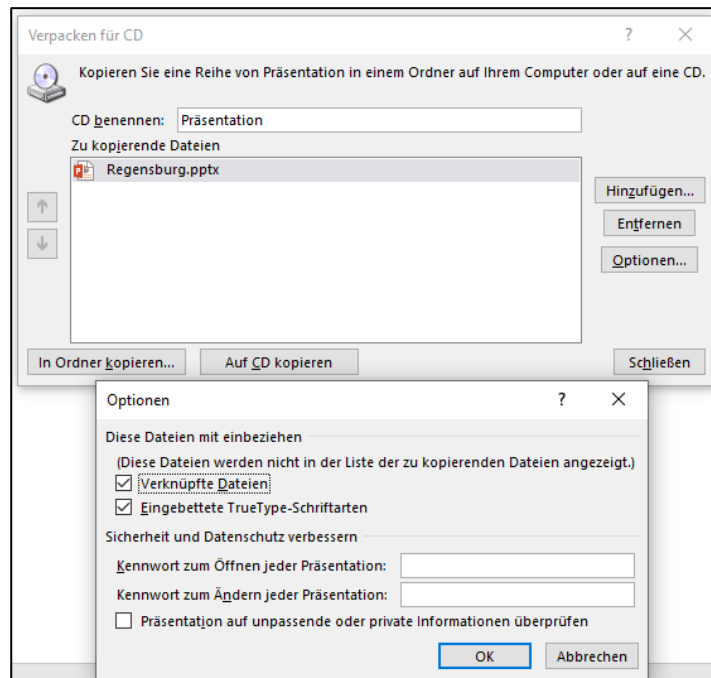 Verpacken für CD
Kopieren Sie eine Reihe von Präsentation in einem Ordner auf Ihrem Computer oder auf eine CD.
CD benennen: Präsentation
Zu kopierende Dateien
Regensburg.pptx
Hinzufügen...
Entfernen
Optionen...
In Ordner kopieren... Auf CD kopieren Schließen
Optionen
Diese Dateien mit einbeziehen
(Diese Dateien werden nicht in der Liste der zu kopierenden Dateien angezeigt.)
Verknüpfte Dateien
Eingebettete TrueType-Schriftarten
Sicherheit und Datenschutz verbessern
Kennwort zum Öffnen jeder Präsentation:
Kennwort zum Ändern jeder Präsentation:
Präsentation auf unpassende oder private Informationen überprüfen
OK Abbrechen